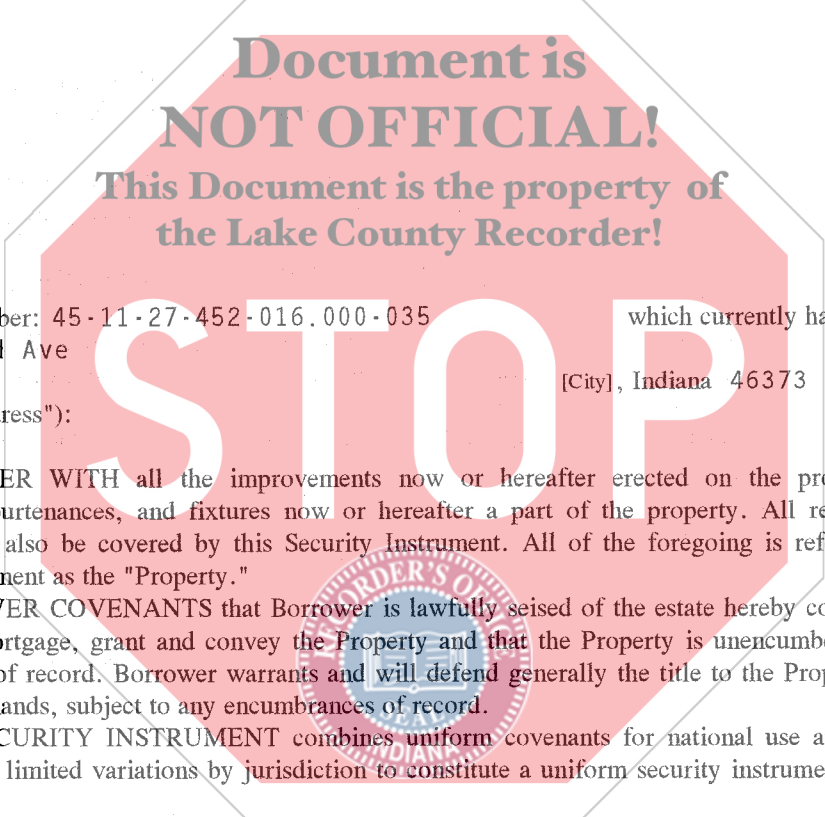 Document is
NOT OFFICIAL!
This Document is the property of
the Lake County Recorder!
STOP
ber: 45-11-27-452-016.000-035 which currently ha
Ave
[City], Indiana 46373
ress"):
ER WITH all the improvements now or hereafter erected on the pro
urtenances, and fixtures now or hereafter a part of the property. All re
also be covered by this Security Instrument. All of the foregoing is ref
ment as the "Property."
VER COVENANTS that Borrower is lawfully seised of the estate hereby co
ortgage, grant and convey the Property and that the Property is unencumb
of record. Borrower warrants and will defend generally the title to the Prop
ands, subject to any encumbrances of record.
CURITY INSTRUMENT combines uniform covenants for national use a
limited variations by jurisdiction to constitute a uniform security instrume
RECORDER'S OFFICE
SEAL
INDIANA